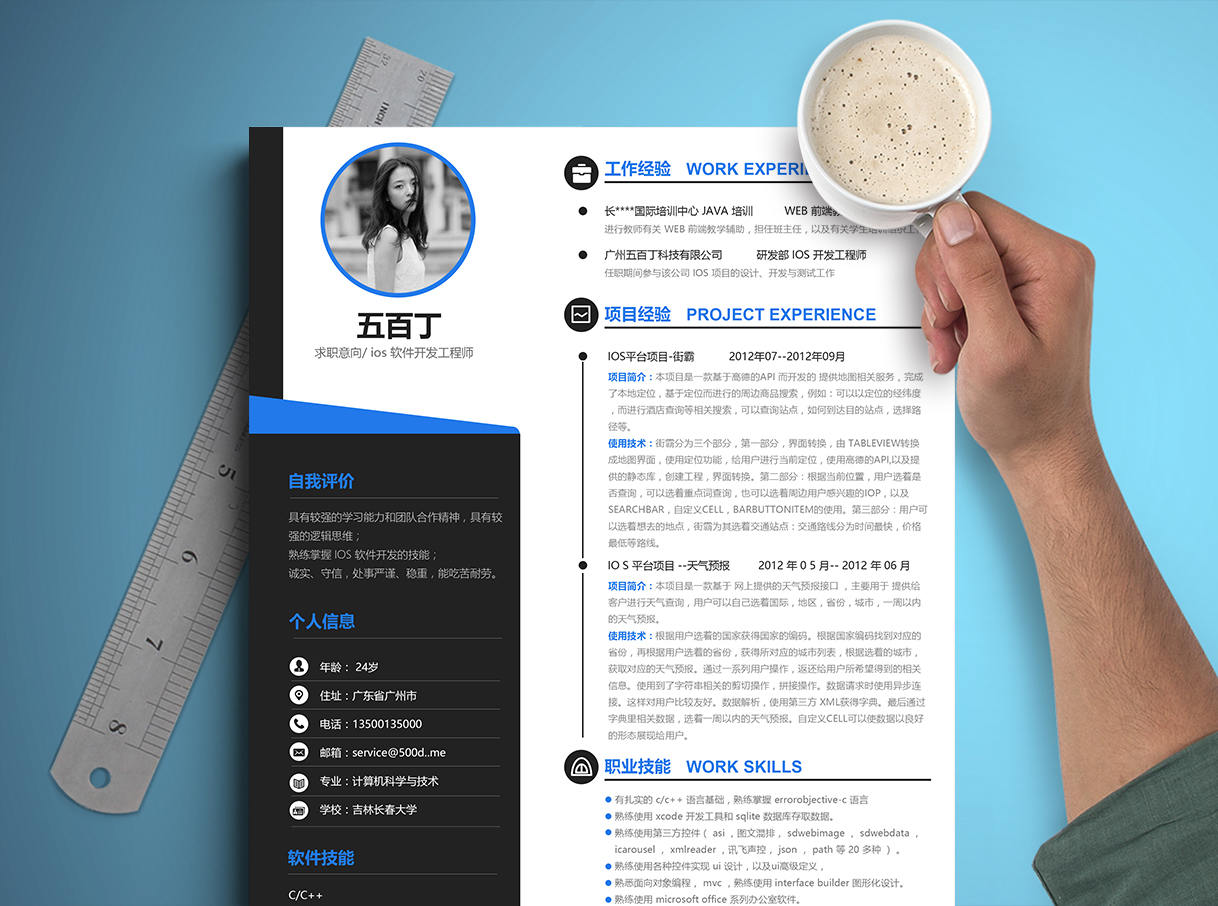 32
20
INCH
5
6
7
8
五百丁
求职意向/ ios 软件开发工程师
自我评价
具有较强的学习能力和团队合作精神，具有较
强的逻辑思维；
熟练掌握 IOS 软件开发的技能；
诚实、守信，处事严谨、稳重，能吃苦耐劳。
个人信息
年龄： 24岁
住址：广东省广州市
电话：13500135000
邮箱：service@500d..me
专业：计算机科学与技术
学校：吉林长春大学
软件技能
C/C++
工作经验 WORK EXPERI
长****国际培训中心 JAVA 培训 WEB 前端
进行教师有关 WEB 前端教学辅助，担任班主任，以及有关学生培训组织工
广州五百丁科技有限公司 研发部 IOS 开发工程师
任职期间参与该公司 IOS 项目的设计、开发与测试工作
项目经验 PROJECT EXPERIENCE
IOS平台项目-街霸 2012年07--2012年09月
项目简介：本项目是一款基于高德的API 而开发的 提供地图相关服务，完成
了本地定位，基于定位而进行的周边商品搜索，例如：可以以定位的经纬度
，而进行酒店查询等相关搜索，可以查询站点，如何到达目的站点，选择路
径等。
使用技术：街霸分为三个部分，第一部分，界面转换，由 TABLEVIEW转换
成地图界面，使用定位功能，给用户进行当前定位，使用高德的API,以及提
供的静态库，创建工程，界面转换。第二部分：根据当前位置，用户选着是
否查询，可以选着重点词查询，也可以选着周边用户感兴趣的IOP，以及
SEARCHBAR，自定义CELL，BARBUTTONITEM的使用。第三部分：用户可
以选着想去的地点，街霸为其选着交通站点：交通路线分为时间最快，价格
最低等路线。
IO S 平台项目 --天气预报 2012 年 0 5 月-- 2012 年 06 月
项目简介：本项目是一款基于 网上提供的天气预报接口 ，主要用于 提供给
客户进行天气查询，用户可以自己选着国际，地区，省份，城市，一周以内
的天气预报。
使用技术：根据用户选着的国家获得国家的编码。根据国家编码找到对应的
省份，再根据用户选着的省份，获得所对应的城市列表，根据选着的城市，
获取对应的天气预报。通过一系列用户操作，返还给用户所希望得到的相关
信息。使用到了字符串相关的剪切操作，拼接操作。数据请求时使用异步连
接。这样对用户比较友好。数据解析，使用第三方 XML获得字典。最后通过
字典里相关数据，选着一周以内的天气预报。自定义CELL可以使数据以良好
的形态展现给用户。
职业技能 WORK SKILLS
有扎实的 c/c++ 语言基础，熟练掌握 errorobjective-c 语言
熟练使用 xcode 开发工具和 sqlite 数据库存取数据。
熟练使用第三方控件（ asi ，图文混排， sdwebimage ， sdwebdata ，
icarousel ， xmlreader ，讯飞声控， json ， path 等 20 多种 ）。
熟练使用各种控件实现 ui 设计，以及ui高级定义，
熟悉面向对象编程， mvc ，熟练使用 interface builder 图形化设计。
熟练使用 microsoft office 系列办公室软件。